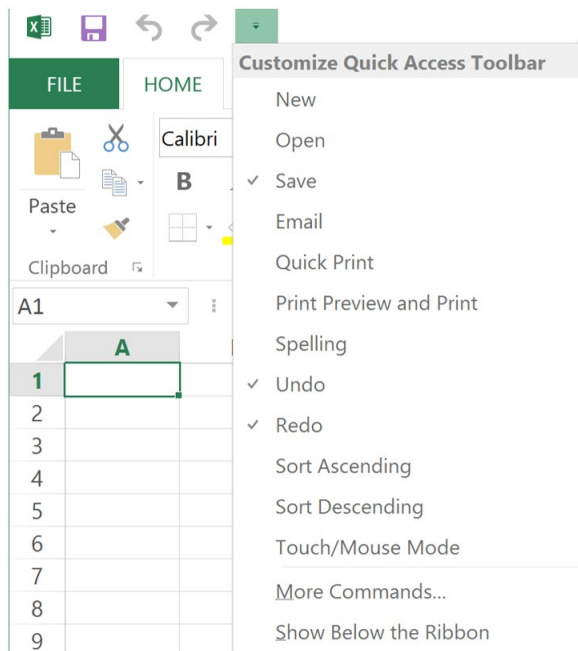 Customize Quick Access Toolbar
FILE
HOME
New
Open
Save
Email
Quick Print
Print Preview and Print
Spelling
Undo
Redo
Sort Ascending
Sort Descending
Touch/Mouse Mode
More Commands...
Show Below the Ribbon
Calibri
B
Paste
Clipboard
A1
A
1
2
3
4
5
6
7
8
9